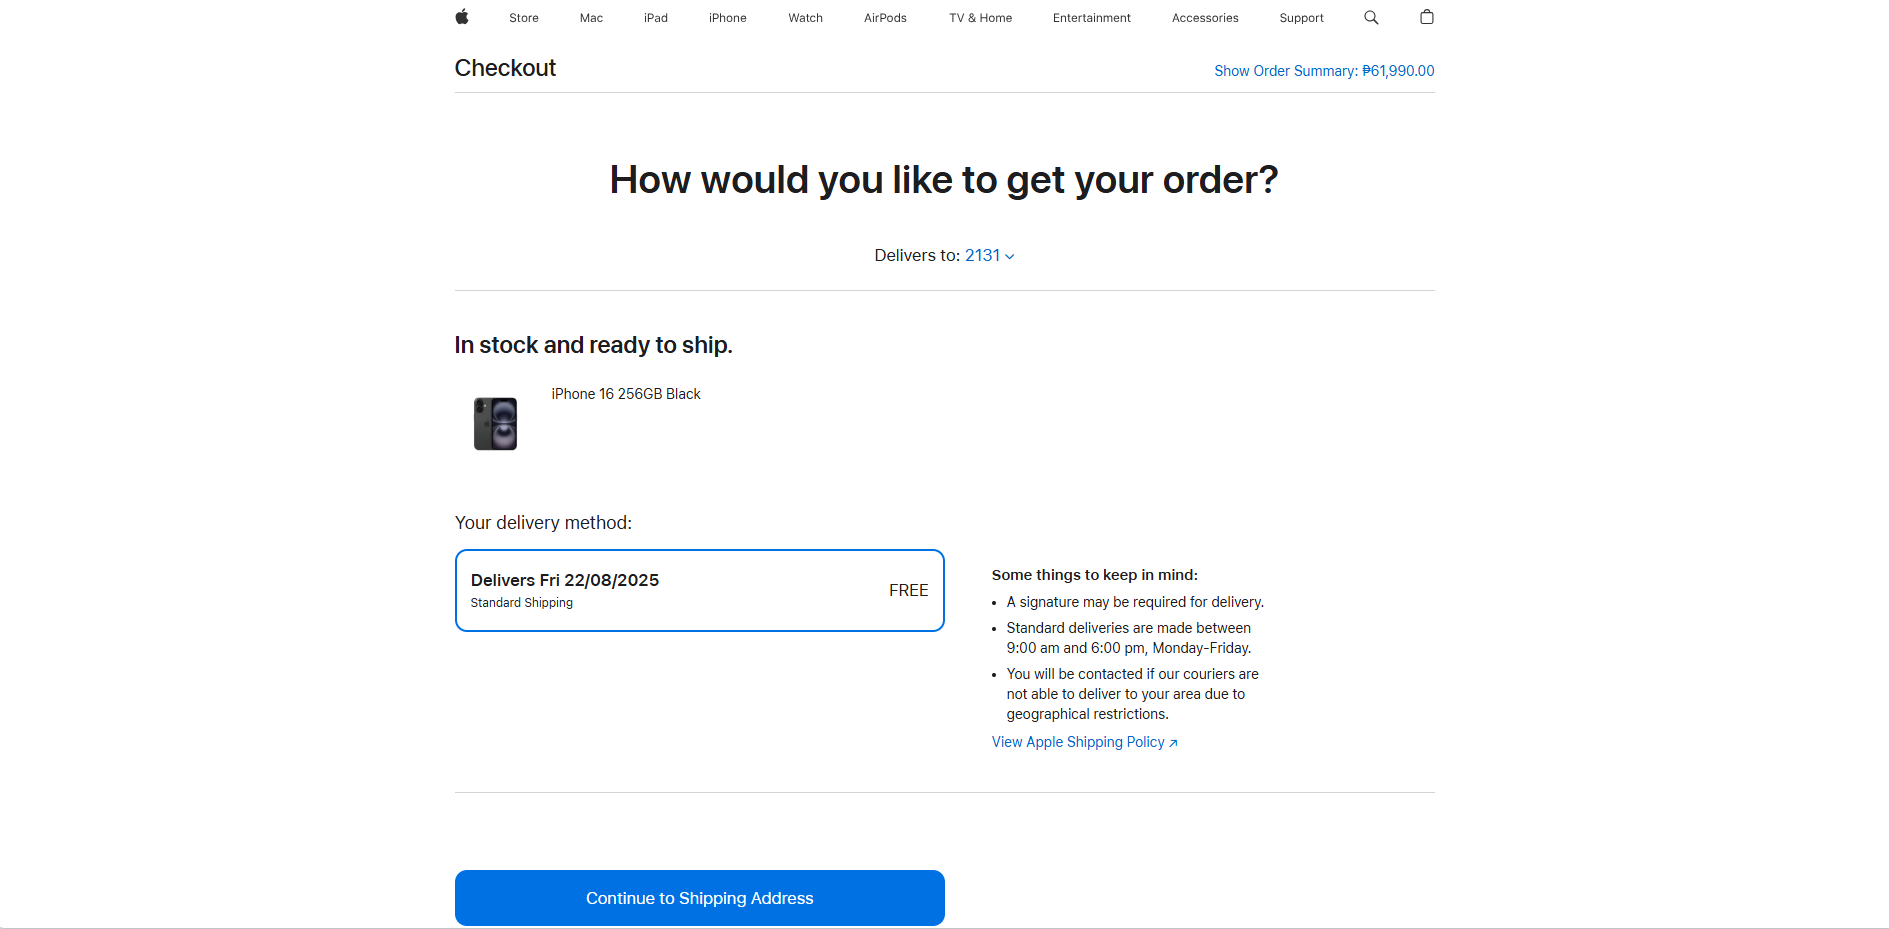 Store Mac iPad iPhone Watch AirPods TV & Home Entertainment Accessories Support
Checkout
Show Order Summary: ₱61,990.00
How would you like to get your order?
Delivers to: 2131
In stock and ready to ship.
iPhone 16 256GB Black
Your delivery method:
Delivers Fri 22/08/2025
Standard Shipping
FREE
Some things to keep in mind:
• A signature may be required for delivery.
• Standard deliveries are made between
9:00 am and 6:00 pm, Monday-Friday.
• You will be contacted if our couriers are
not able to deliver to your area due to
geographical restrictions.
View Apple Shipping Policy ↗
Continue to Shipping Address